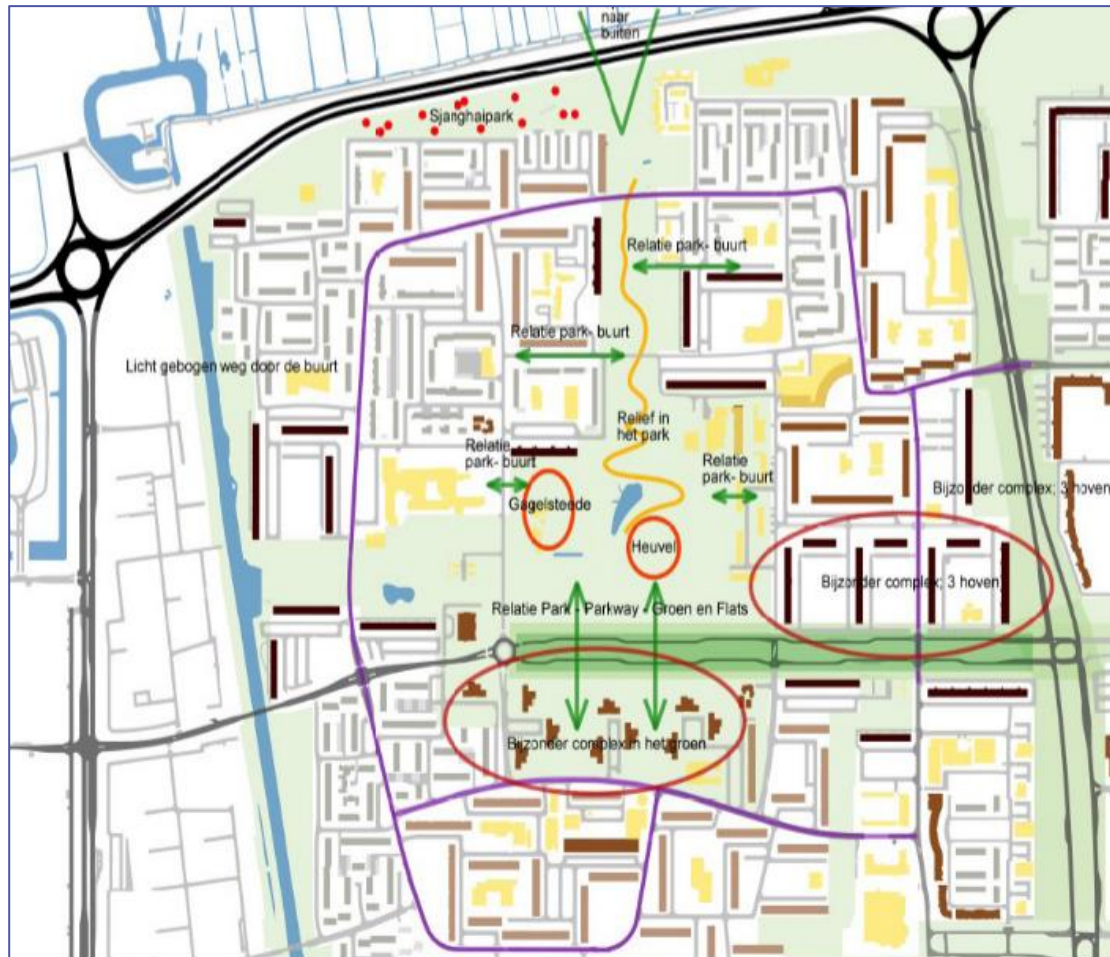 naar
buiten
Sjanghaipark
Relatie park- buurt
Relatie park- buurt
Licht gebogen weg door de buurt
Relief in
het park
Relatie
park- buurt
Relatie
park- buurt
Gagelsteede
Bijzonder complex; 3 hoven
Heuvel
Bijzonder complex; 3 hoven
Relatie Park - Parkway - Groen en Flats
Bijzonder complex in het groen